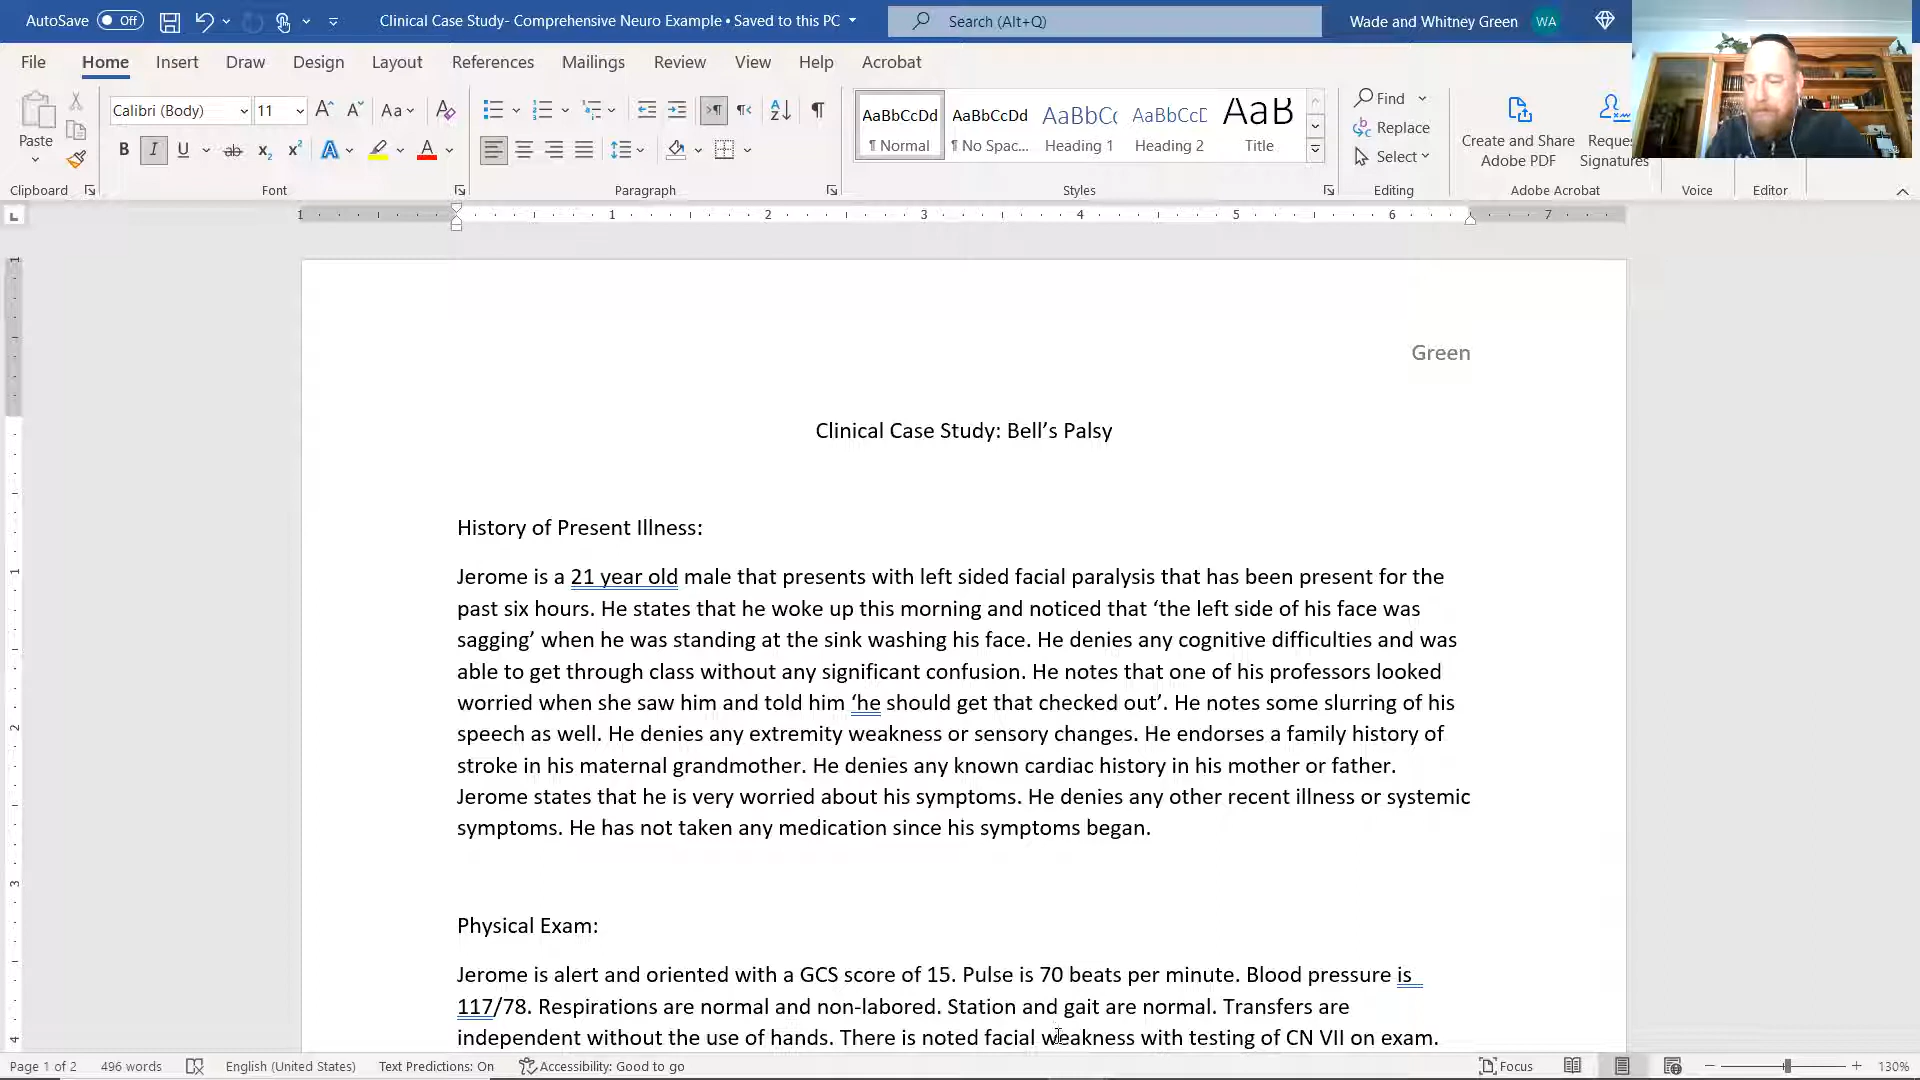 AutoSave Off Clinical Case Study- Comprehensive Neuro Example • Saved to this PC Search (Alt+Q) Wade and Whitney Green WA
File Home Insert Draw Design Layout References Mailings Review View Help Acrobat
Calibri (Body) 11 Aa AaBbCcDd AaBbCcDd AaBbCc AaBbCcD AaB Find
Paste B I U ab x₂ x² A A ¶ Normal ¶ No Spac... Heading 1 Heading 2 Title Replace Select Create and Share Adobe PDF Reques Signatures
Clipboard Font Paragraph Styles Editing Adobe Acrobat Voice Editor
1 1 2 3 4 5 6 7
Green
Clinical Case Study: Bell’s Palsy
History of Present Illness:
Jerome is a 21 year old male that presents with left sided facial paralysis that has been present for the
past six hours. He states that he woke up this morning and noticed that ‘the left side of his face was
sagging’ when he was standing at the sink washing his face. He denies any cognitive difficulties and was
able to get through class without any significant confusion. He notes that one of his professors looked
worried when she saw him and told him ‘he should get that checked out’. He notes some slurring of his
speech as well. He denies any extremity weakness or sensory changes. He endorses a family history of
stroke in his maternal grandmother. He denies any known cardiac history in his mother or father.
Jerome states that he is very worried about his symptoms. He denies any other recent illness or systemic
symptoms. He has not taken any medication since his symptoms began.
Physical Exam:
Jerome is alert and oriented with a GCS score of 15. Pulse is 70 beats per minute. Blood pressure is
117/78. Respirations are normal and non-labored. Station and gait are normal. Transfers are
independent without the use of hands. There is noted facial weakness with testing of CN VII on exam.
Page 1 of 2 496 words English (United States) Text Predictions: On Accessibility: Good to go Focus 130%